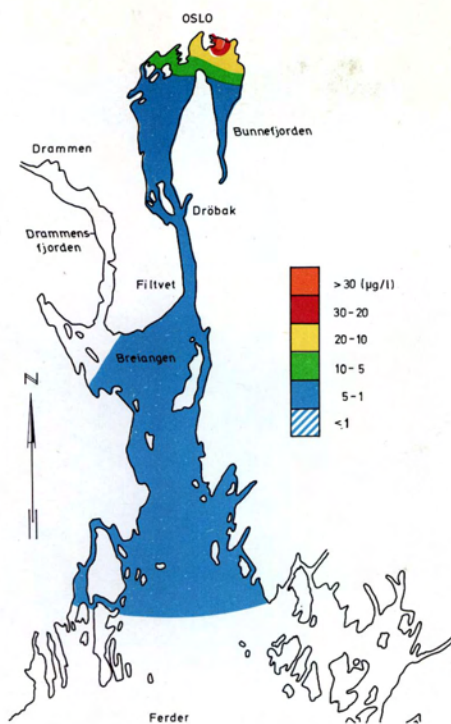 OSLO
Bunnefjorden
Drammen
Dröbak
Drammens-
fjorden
Filtvet
> 30 (µg/l)
30-20
20-10
10-5
Breiangen
5-1
<1
N
Ferder